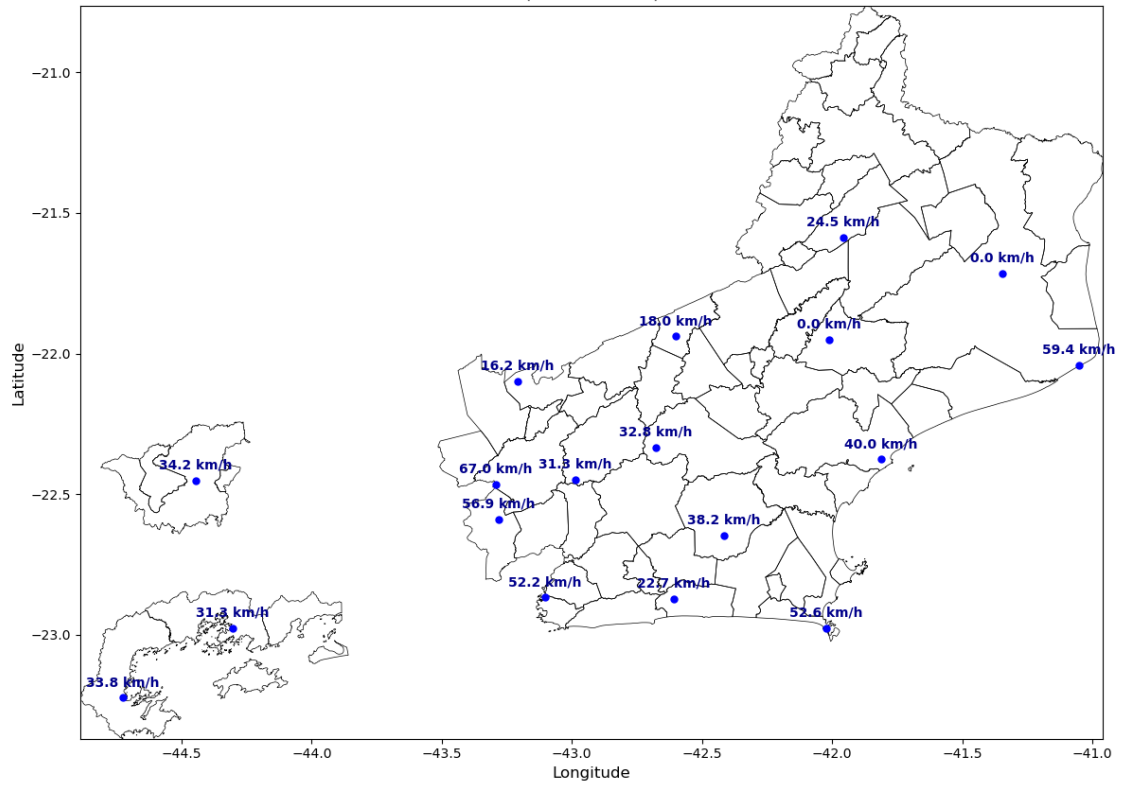 −21.0
−21.5
24.5 km/h
0.0 km/h
18.0 km/h
0.0 km/h
−22.0
59.4 km/h
16.2 km/h
Latitude
32.8 km/h
40.0 km/h
34.2 km/h
67.0 km/h
31.3 km/h
−22.5
56.9 km/h
38.2 km/h
52.2 km/h
22.7 km/h
31.3 km/h
52.6 km/h
−23.0
33.8 km/h
−44.5
−44.0
−43.5
−43.0
−42.5
−42.0
−41.5
−41.0
Longitude